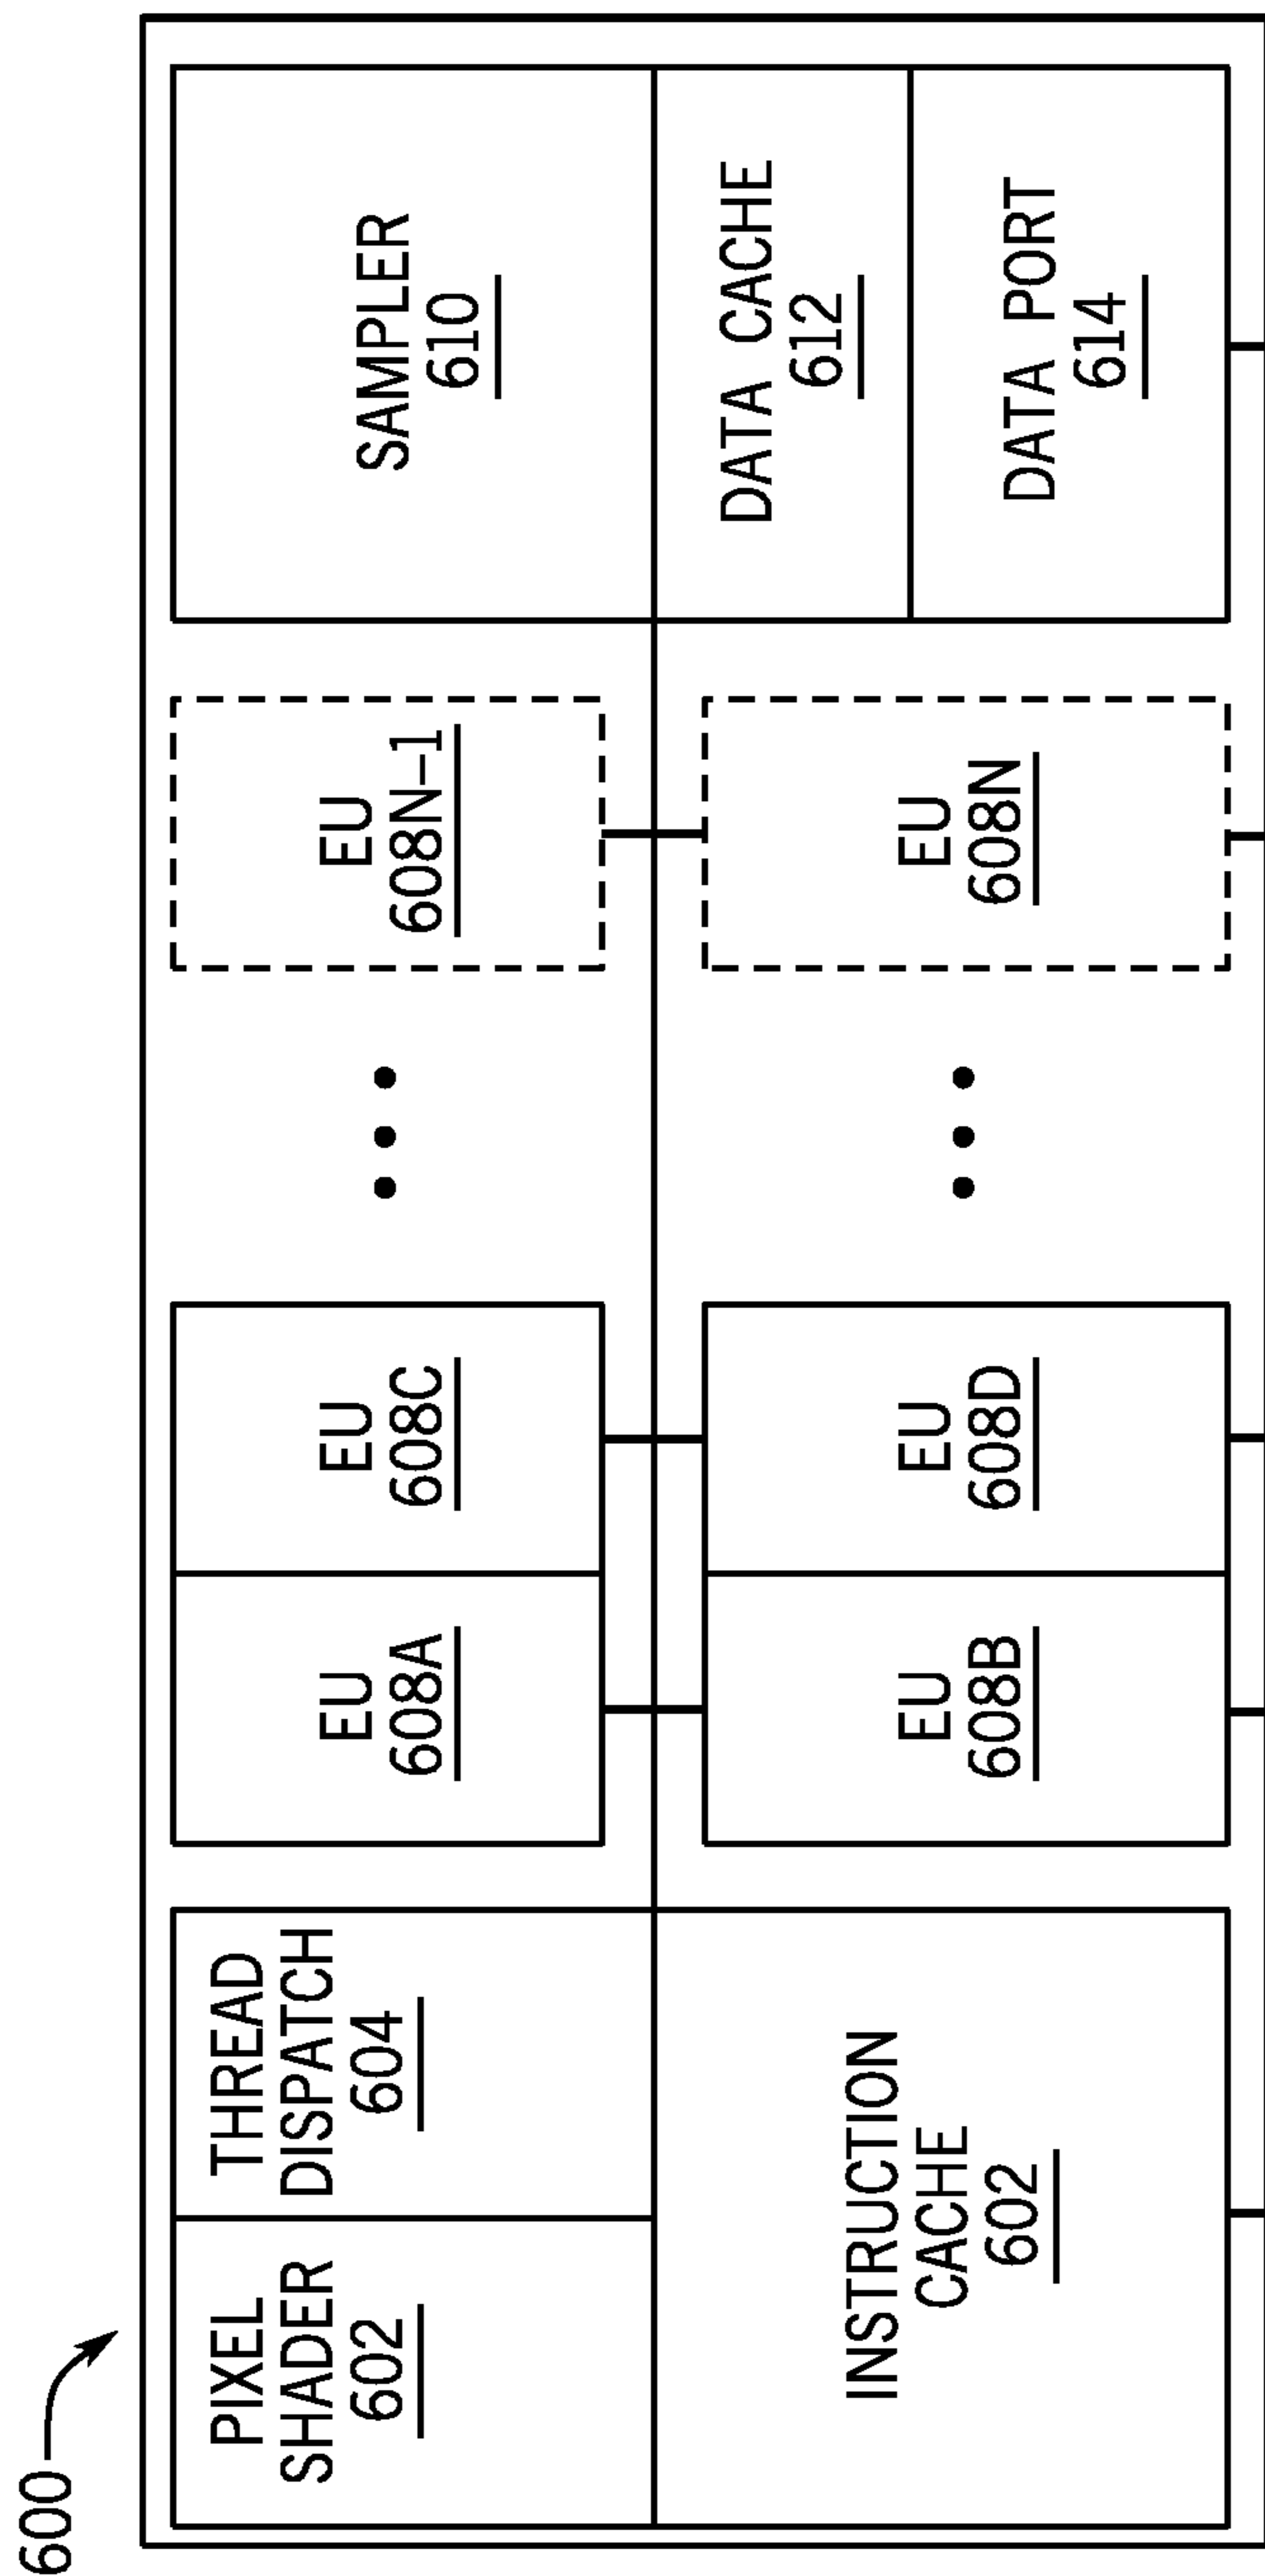 600
PIXEL
SHADER
602
THREAD
DISPATCH
604
INSTRUCTION
CACHE
602
EU
608A
EU
608C
EU
608N-1
EU
608B
EU
608D
EU
608N
SAMPLER
610
DATA CACHE
612
DATA PORT
614